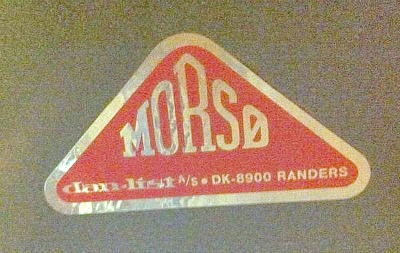 MORSØ
dan-list A/S • DK-8900 RANDERS